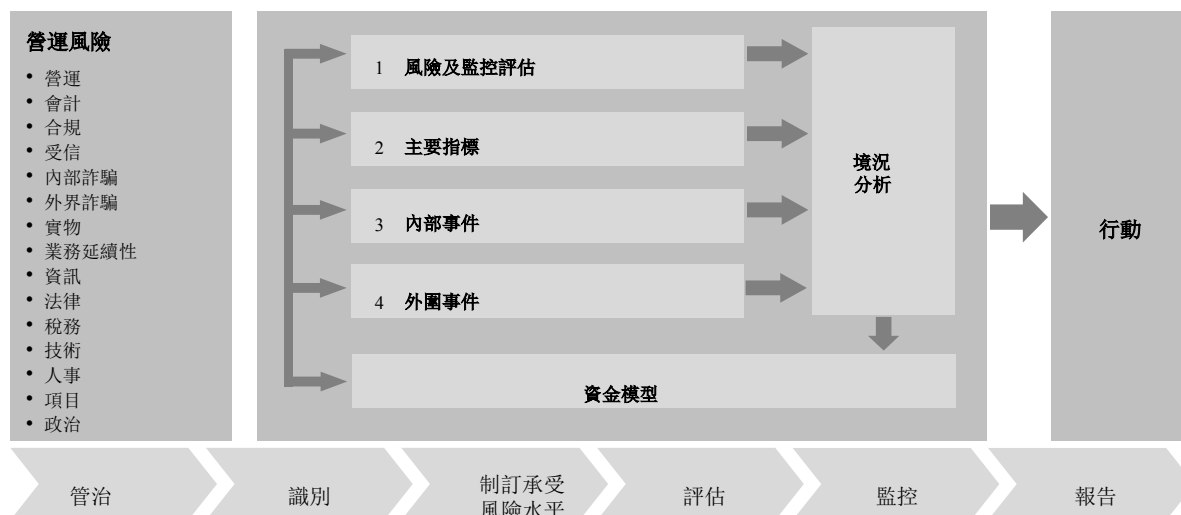 營運風險
• 營運
• 會計
• 合規
• 受信
• 內部詐騙
• 外界詐騙
• 實物
• 業務延續性
• 資訊
• 法律
• 稅務
• 技術
• 人事
• 項目
• 政治
1 風險及監控評估
2 主要指標
3 內部事件
4 外圍事件
資金模型
境況
分析
行動
管治
識別
制訂承受
風險水平
評估
監控
報告